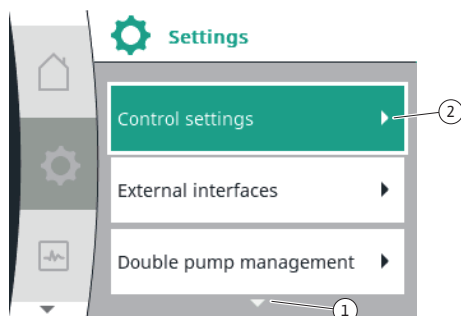 Settings
Control settings
2
External interfaces
Double pump management
1